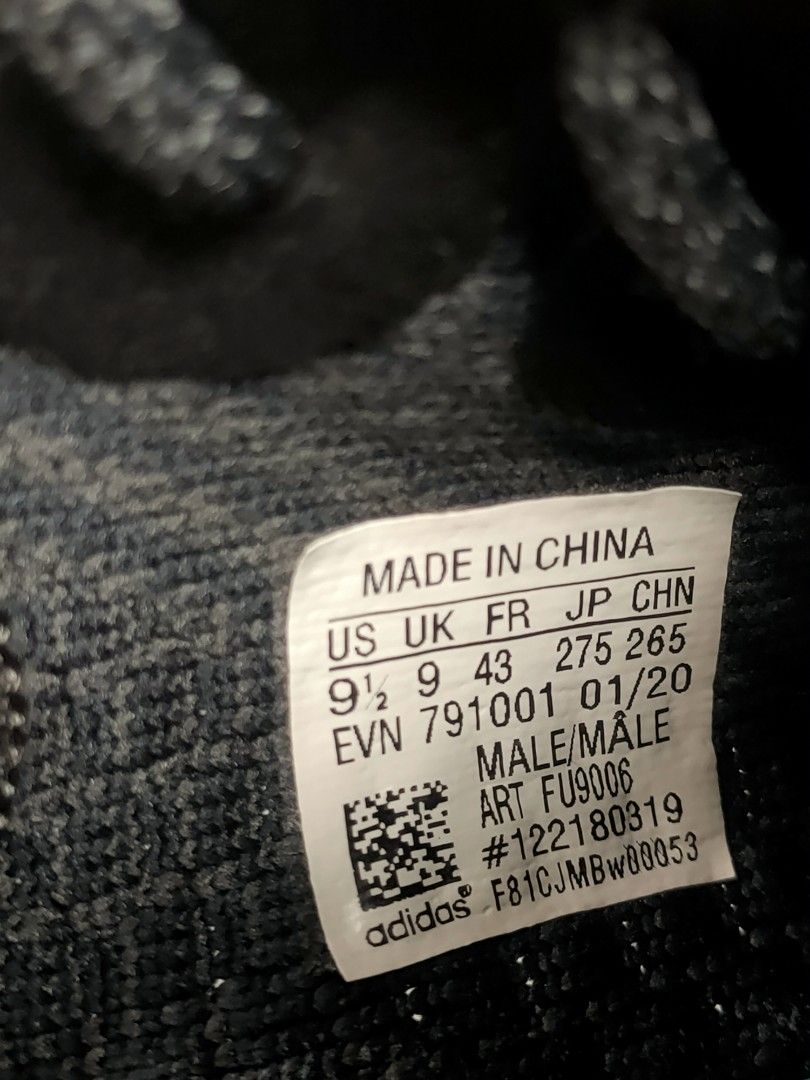 MADE IN CHINA
US UK FR JP CHN
9½ 9 43 275 265
EVN 791001 01/20
MALE/MÂLE
ART FU9006
#122180319
F81CJMBw00053
adidas®